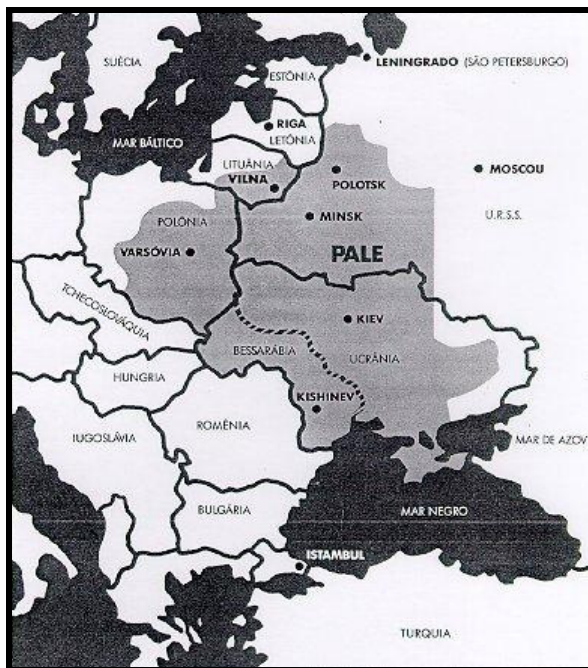 SUÉCIA
LENINGRADO (SÃO PETERSBURGO)
ESTÔNIA
RIGA
LETÔNIA
MAR BÁLTICO
LITUÂNIA
VILNA
POLOTSK
MOSCOU
POLÔNIA
MINSK
U.R.S.S.
VARSÓVIA
PALE
TCHECOSLOVÁQUIA
KIEV
BESSARÁBIA
UCRÂNIA
HUNGRIA
KISHINEV
IUGOSLÁVIA
ROMÊNIA
MAR DE AZOV
BULGÁRIA
MAR NEGRO
ISTAMBUL
TURQUIA